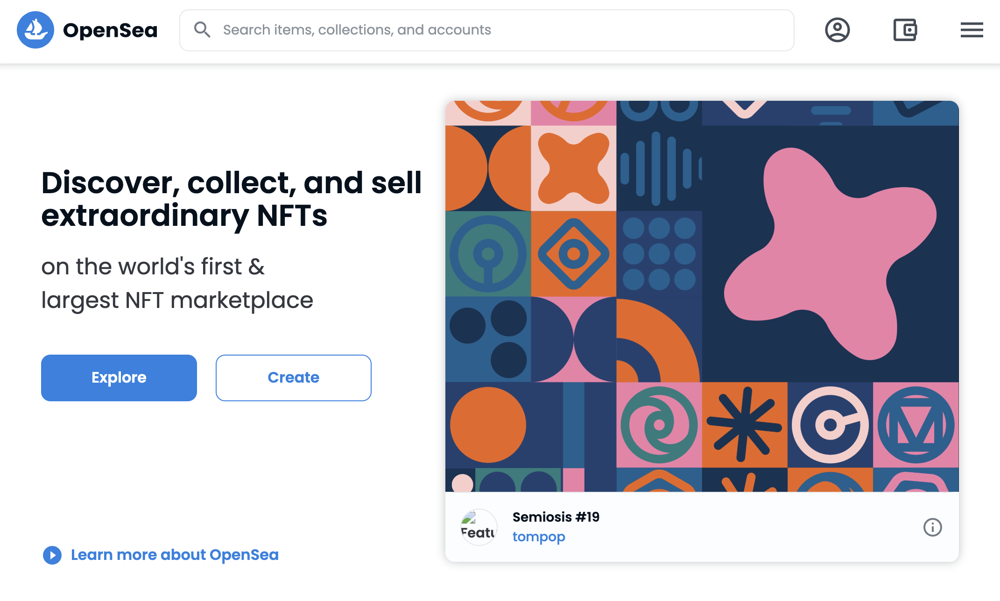 OpenSea
Search items, collections, and accounts
Discover, collect, and sell
extraordinary NFTs
on the world's first &
largest NFT marketplace
Explore
Create
Learn more about OpenSea
Featu
Semiosis #19
tompop